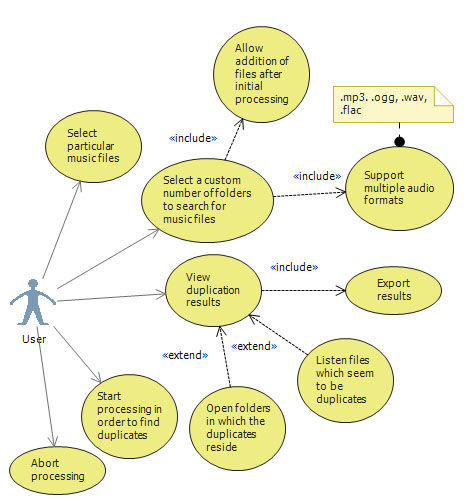 Allow
addition of
files after
initial
processing
.mp3. .ogg, .wav,
.flac
Select
particular
music files
«include»
Select a custom
number of folders
to search for
music files
«include»
Support
multiple audio
formats
View
duplication
results
«include»
Export
results
User
«extend»
«extend»
Listen files
which seem
to be
duplicates
Start
processing in
order to find
duplicates
Open folders
in which the
duplicates
reside
Abort
processing